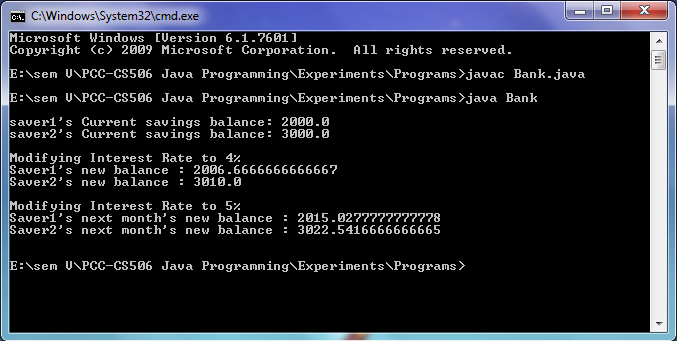 C:\Windows\System32\cmd.exe
Microsoft Windows [Version 6.1.7601]
Copyright (c) 2009 Microsoft Corporation.  All rights reserved.
E:\sem V\PCC-CS506 Java Programming\Experiments\Programs>javac Bank.java
E:\sem V\PCC-CS506 Java Programming\Experiments\Programs>java Bank
saver1's Current savings balance: 2000.0
saver2's Current savings balance: 3000.0
Modifying Interest Rate to 4%
Saver1's new balance : 2006.6666666666667
Saver2's new balance : 3010.0
Modifying Interest Rate to 5%
Saver1's next month's new balance : 2015.0277777777778
Saver2's next month's new balance : 3022.5416666666665
E:\sem V\PCC-CS506 Java Programming\Experiments\Programs>